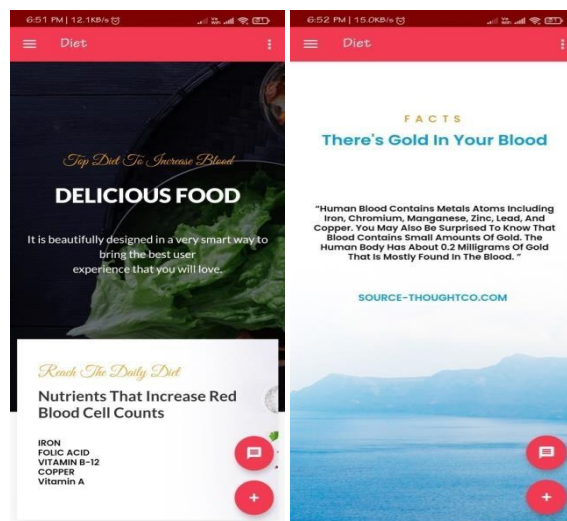 6:51 PM | 12.1KB/s
Diet
Top Diet To Increase Blood
DELICIOUS FOOD
It is beautifully designed in a very smart way to
bring the best user
experience that you will love.
Reach The Daily Diet
Nutrients That Increase Red
Blood Cell Counts
IRON
FOLIC ACID
VITAMIN B-12
COPPER
Vitamin A
6:52 PM | 15.0KB/s
Diet
FACTS
There's Gold In Your Blood
“Human Blood Contains Metals Atoms Including
Iron, Chromium, Manganese, Zinc, Lead, And
Copper. You May Also Be Surprised To Know That
Blood Contains Small Amounts Of Gold. The
Human Body Has About 0.2 Milligrams Of Gold
That Is Mostly Found In The Blood. ”
SOURCE-THOUGHTCO.COM